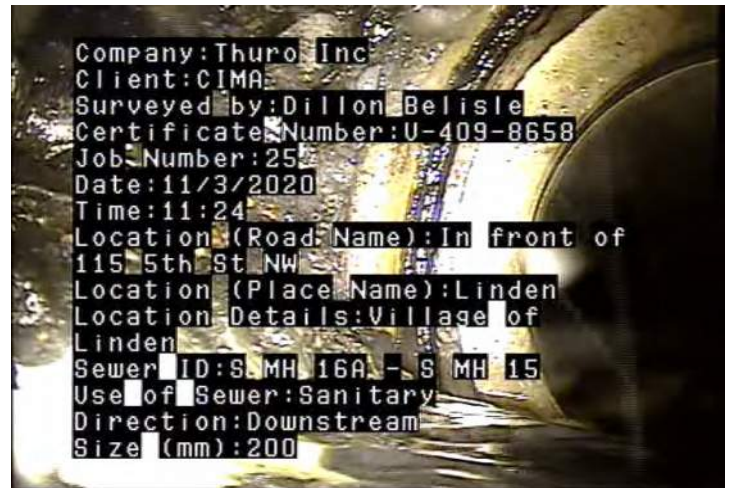 Company:Thuro Inc
Client:CIMA
Surveyed by:Dillon Belisle
Certificate Number:U-409-8658
Job Number:25
Date:11/3/2020
Time:11:24
Location (Road Name):In front of
115 5th St NW
Location (Place Name):Linden
Location Details:Village of
Linden
Sewer ID:S MH 16A - S MH 15
Use of Sewer:Sanitary
Direction:Downstream
Size (mm):200